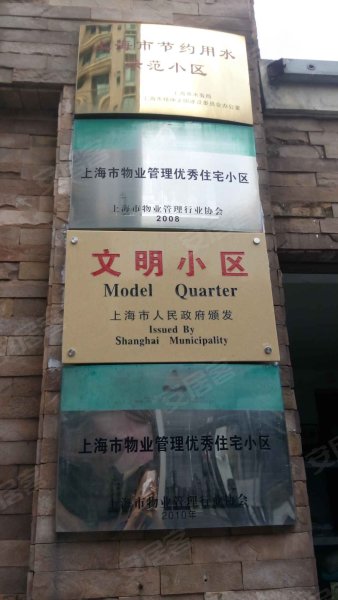 上海市节约用水
示范小区
上海市物业管理优秀住宅小区
上海市物业管理行业协会
2008
文明小区
Model Quarter
上海市人民政府颁发
Issued By
Shanghai Municipality
上海市物业管理优秀住宅小区
上海市物业管理行业协会
2010年